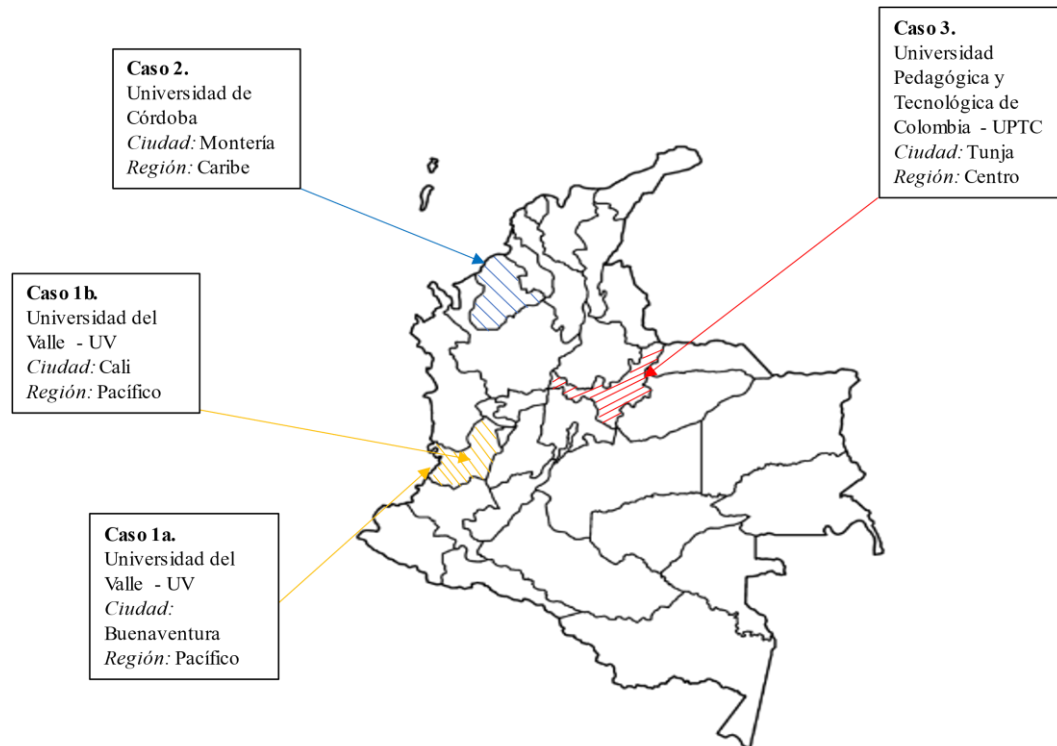 Caso 2.
Universidad de
Córdoba
Ciudad: Montería
Región: Caribe
Caso 3.
Universidad
Pedagógica y
Tecnológica de
Colombia - UPTC
Ciudad: Tunja
Región: Centro
Caso 1b.
Universidad del
Valle - UV
Ciudad: Cali
Región: Pacífico
Caso 1a.
Universidad del
Valle - UV
Ciudad:
Buenaventura
Región: Pacífico